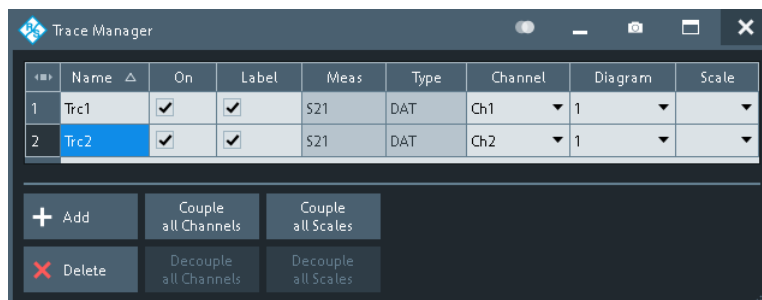 R&S Trace Manager
Name On Label Meas Type Channel Diagram Scale
1 Trc1 S21 DAT Ch1 1
2 Trc2 S21 DAT Ch2 1
Add
Couple
all Channels
Couple
all Scales
Delete
Decouple
all Channels
Decouple
all Scales